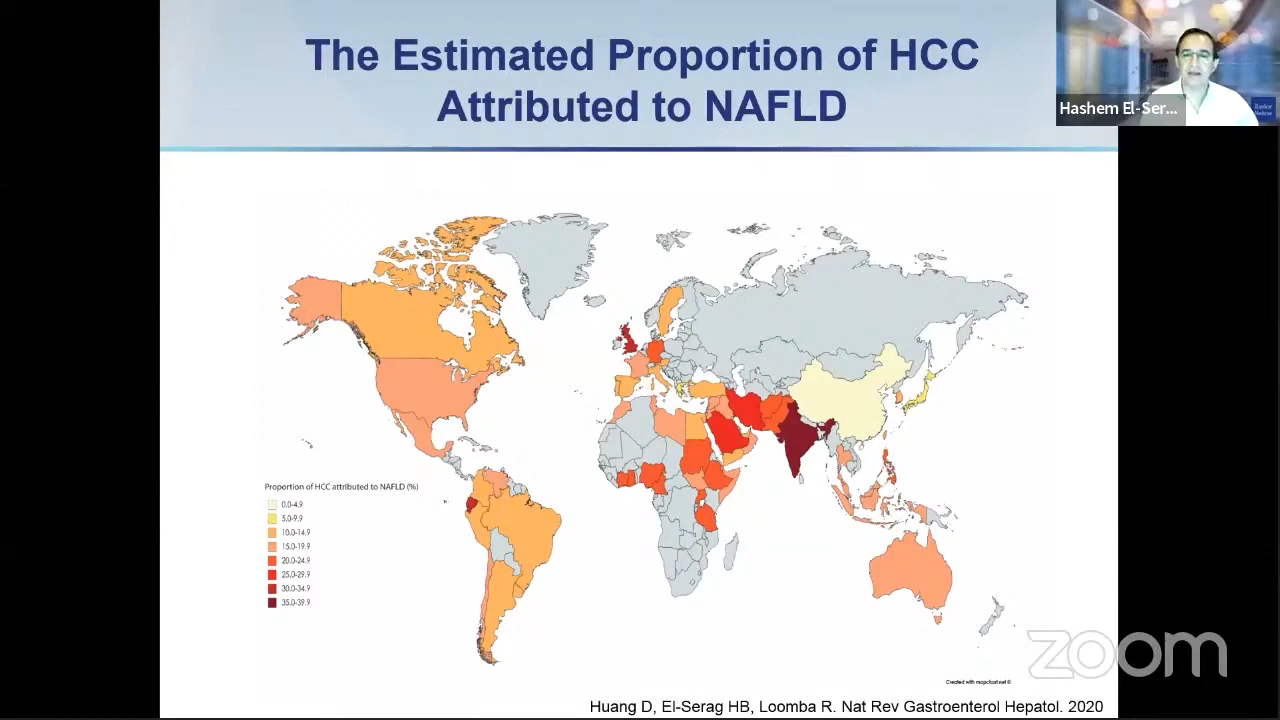 The Estimated Proportion of HCC
Attributed to NAFLD
Hashem El-Ser...
Baylor
Medicine
Proportion of HCC attributed to NAFLD (%)
0.0-4.9
5.0-9.9
10.0-14.9
15.0-19.9
20.0-24.9
25.0-29.9
30.0-34.9
35.0-39.9
zoom
Created with mapchart.net ©
Huang D, El-Serag HB, Loomba R. Nat Rev Gastroenterol Hepatol. 2020